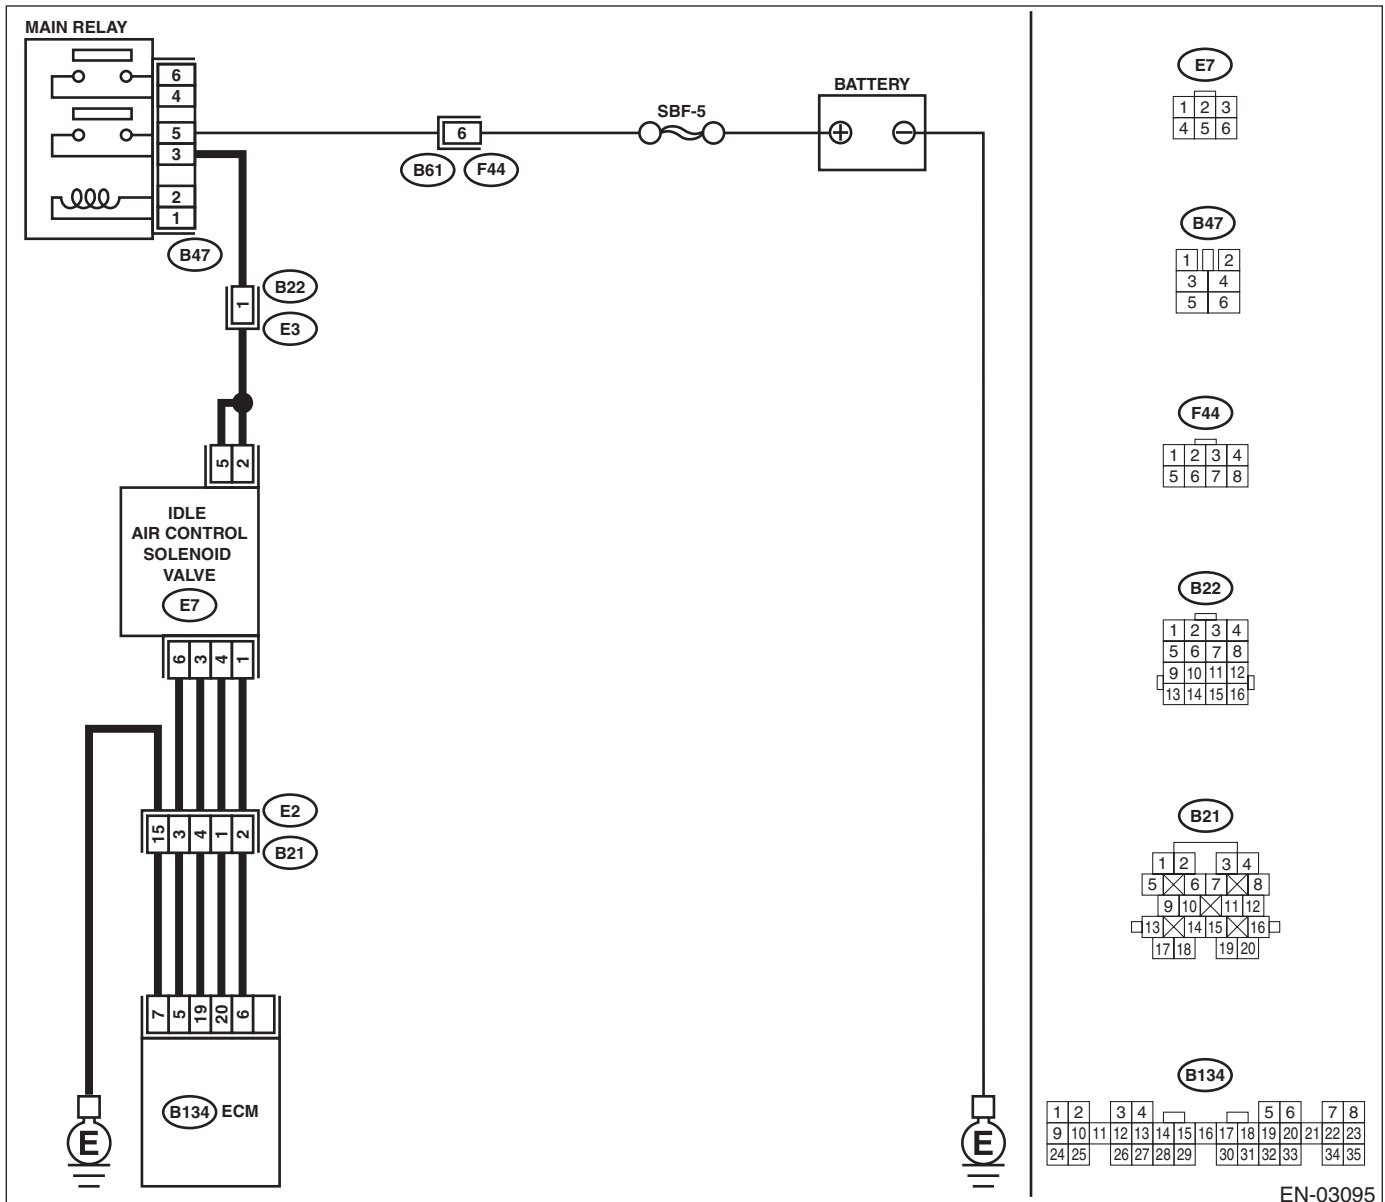 MAIN RELAY
6
4
5
3
2
1
B47
6
B61 F44
SBF-5
BATTERY
+ −
1
B22
E3
5 2
IDLE
AIR CONTROL
SOLENOID
VALVE
E7
6 3 4 1
E2
15 3 4 1 2
B21
7 5 19 20 6
B134 ECM
E
E
E7
1 2 3
4 5 6
B47
1 2
3 4
5 6
F44
1 2 3 4
5 6 7 8
B22
1 2 3 4
5 6 7 8
9 10 11 12
13 14 15 16
B21
1 2 3 4
5 6 7 8
9 10 11 12
13 14 15 16
17 18 19 20
B134
1 2 3 4 5 6 7 8
9 10 11 12 13 14 15 16 17 18 19 20 21 22 23
24 25 26 27 28 29 30 31 32 33 34 35
EN-03095